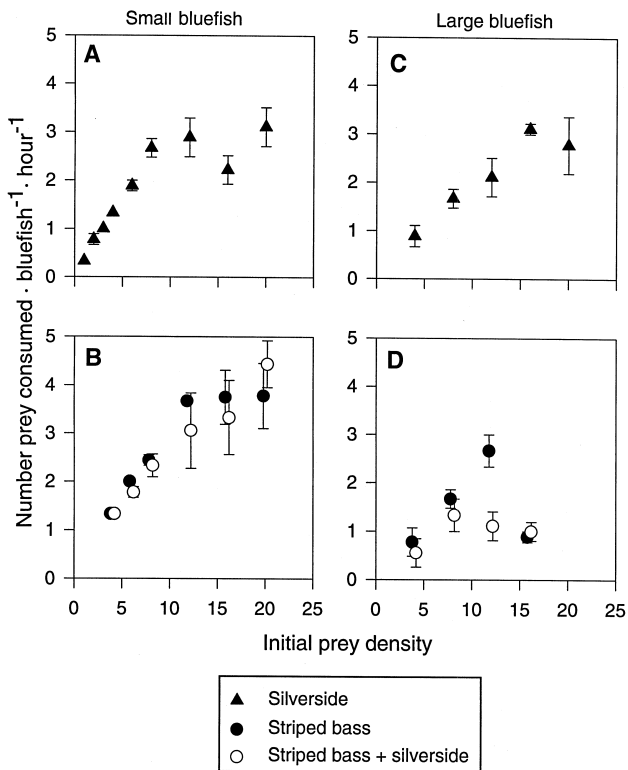 Small bluefish
Large bluefish
Number prey consumed · bluefish⁻¹ · hour⁻¹
A
5
4
3
2
1
0
C
5
4
3
2
1
0
B
5
4
3
2
1
0
0 5 10 15 20 25
D
5
4
3
2
1
0
0 5 10 15 20 25
Initial prey density
Silverside
Striped bass
Striped bass + silverside